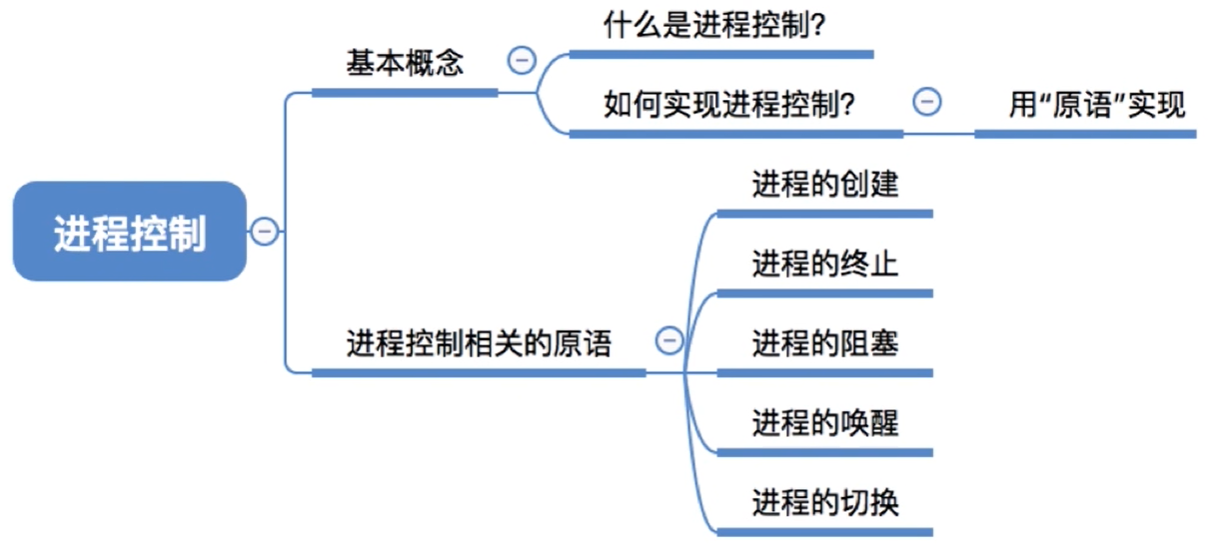 进程控制
基本概念
什么是进程控制?
如何实现进程控制?
用“原语”实现
进程控制相关的原语
进程的创建
进程的终止
进程的阻塞
进程的唤醒
进程的切换